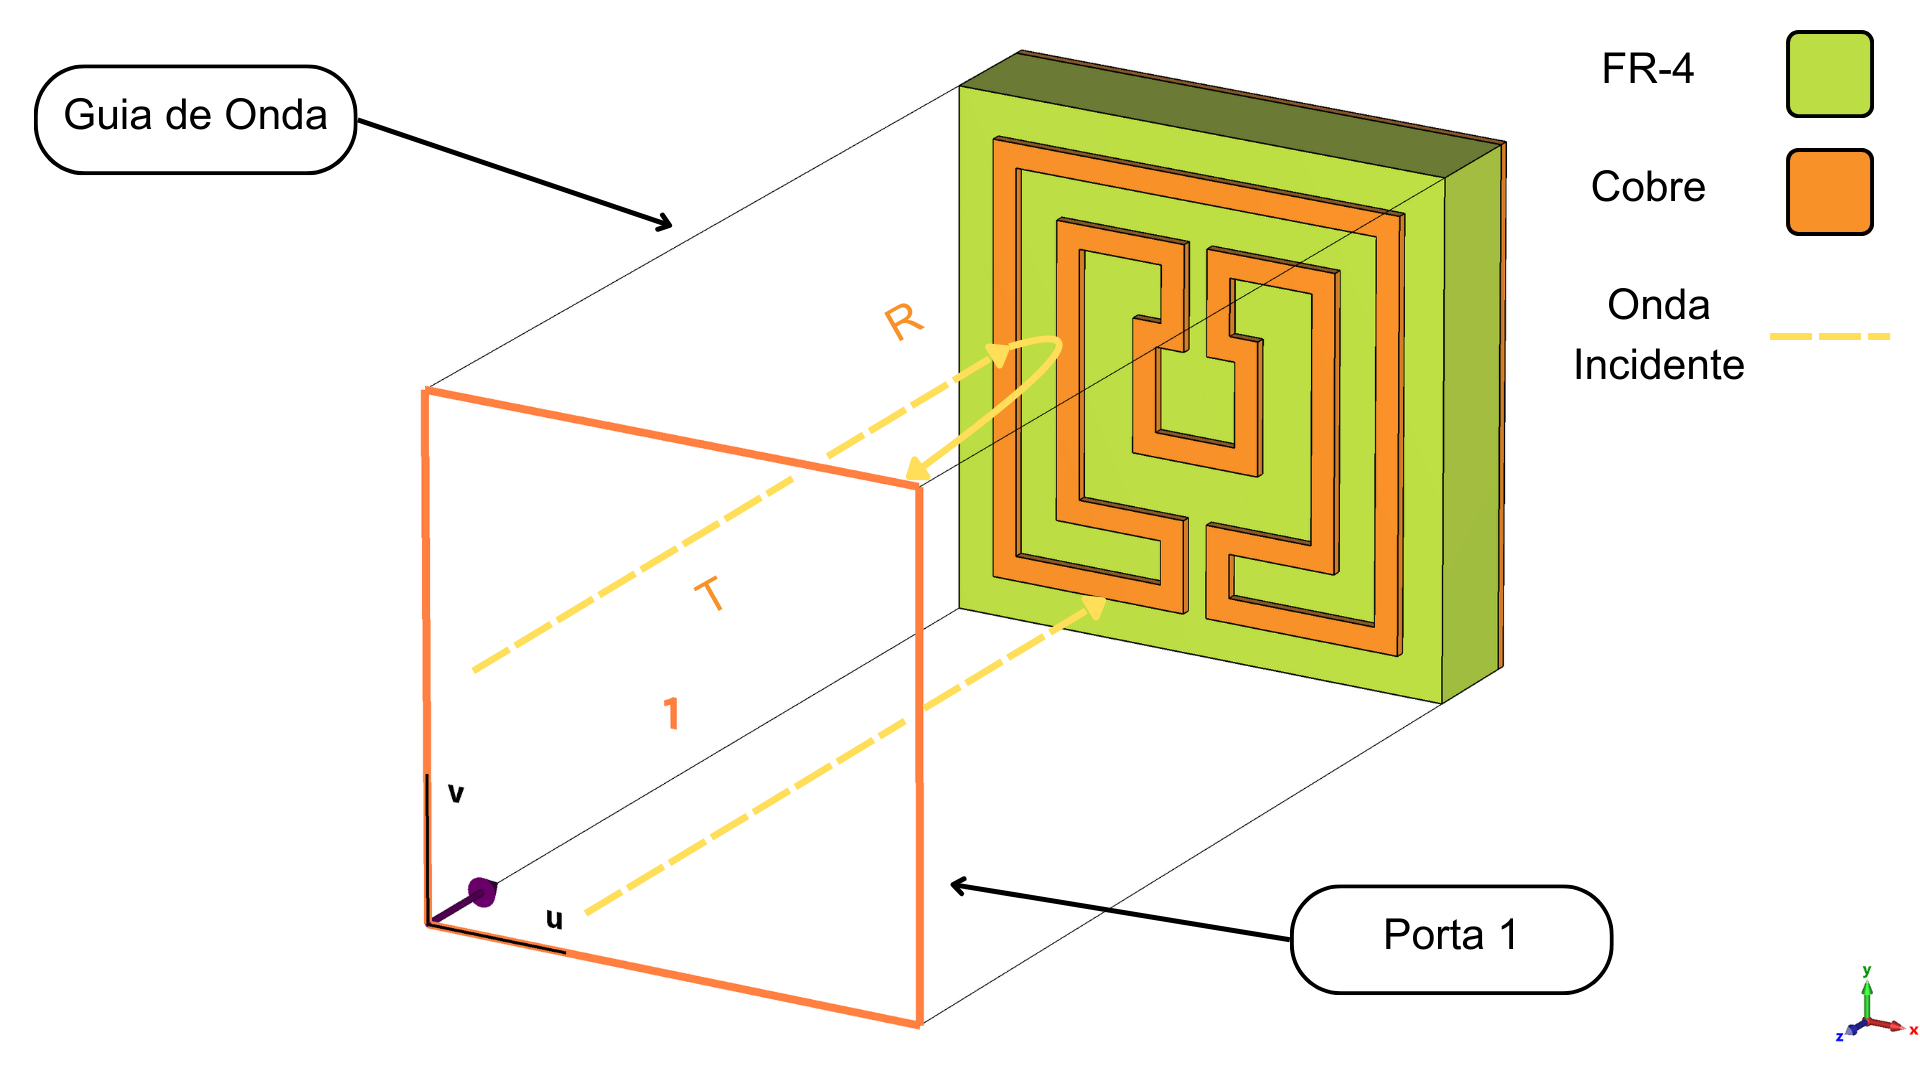 Guia de Onda
FR-4
Cobre
Onda
Incidente
R
T
1
v
u
Porta 1
y
x
z